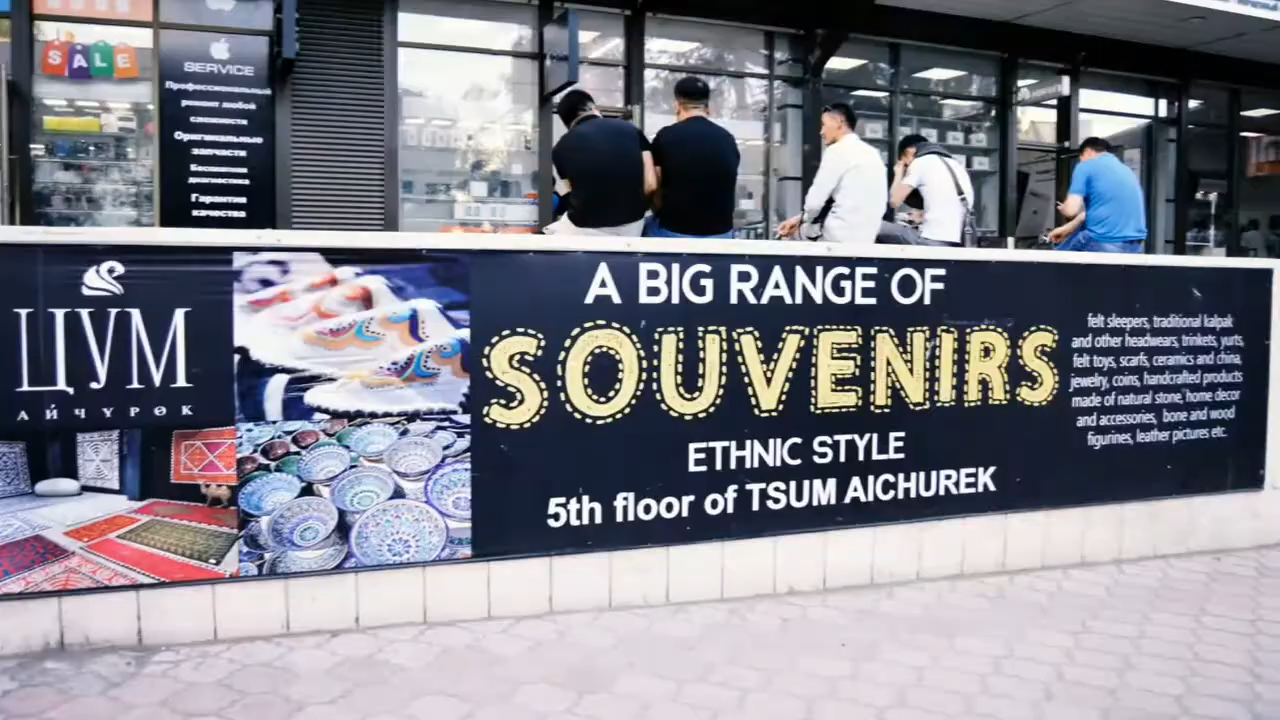 SALE
SERVICE
Профессиональный
ремонт любой
сложности
Оригинальные
запчасти
Бесплатная
диагностика
Гарантия
качества
ЦУМ
АЙЧҮРӨК
A BIG RANGE OF
SOUVENIRS
ETHNIC STYLE
5th floor of TSUM AICHUREK
felt sleepers, traditional kalpak
and other headwears, trinkets, yurts,
felt toys, scarfs, ceramics and china,
jewelry, coins, handcrafted products
made of natural stone, home decor
and accessories, bone and wood
figurines, leather pictures etc.